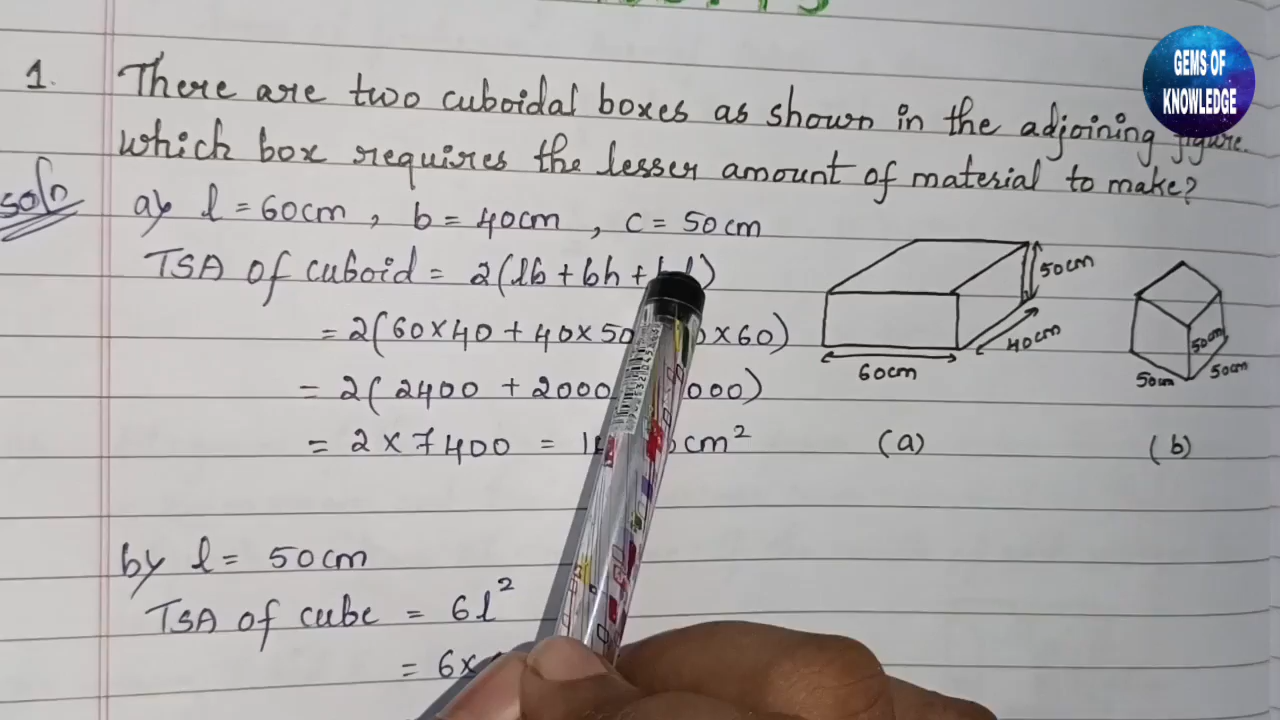 GEMS OF
KNOWLEDGE
1. There are two cuboidal boxes as shown in the adjoining figure.
which box requires the lesser amount of material to make?
Soln
a) l = 60cm, b = 40cm, c = 50cm
TSA of cuboid = 2(lb + bh +
= 2(60×40 + 40×50 ×60)
= 2(2400 + 2000 000)
= 2×7400 = cm²
50cm
40cm
60cm
50cm
50cm
50cm
(a)
(b)
b) l = 50cm
TSA of cube = 6l²
= 6×